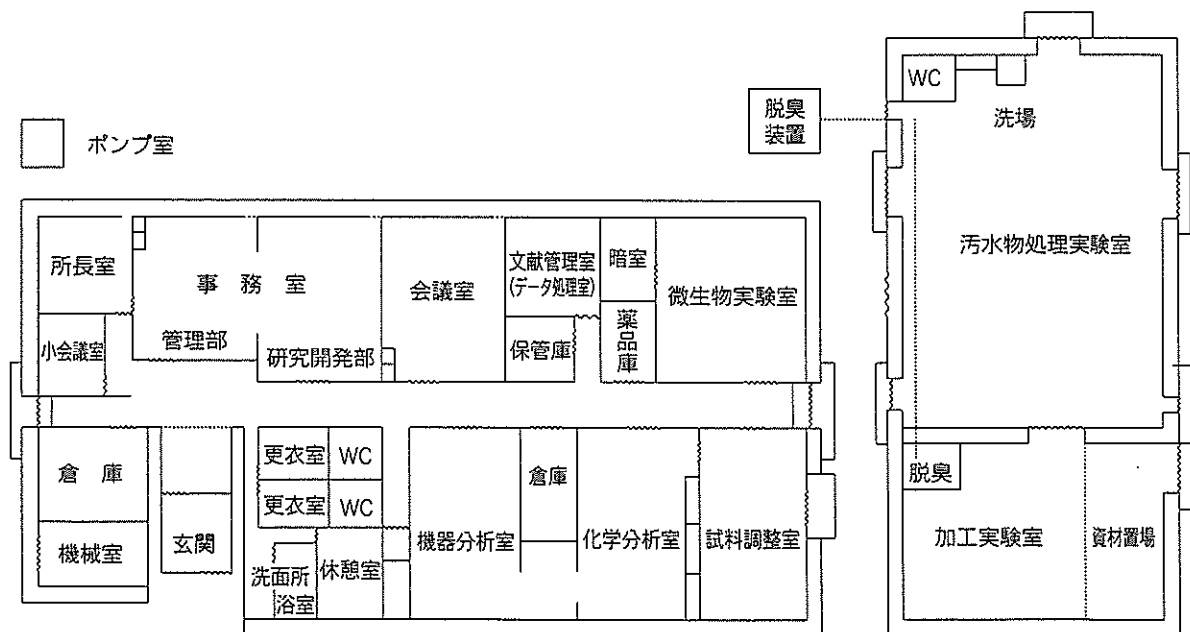 ポンプ室
脱臭
装置
WC
洗場
汚水物処理実験室
脱臭
加工実験室
資材置場
所長室
小会議室
事務室
管理部
研究開発部
会議室
文献管理室
(データ処理室)
保管庫
暗室
薬品庫
微生物実験室
倉庫
機械室
玄関
更衣室
WC
更衣室
WC
洗面所
浴室
休憩室
機器分析室
倉庫
化学分析室
試料調整室